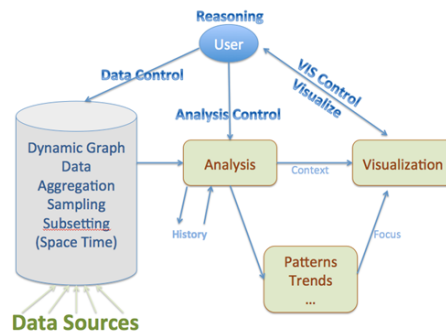 Reasoning
User
Data Control
VIS Control
Visualize
Analysis Control
Dynamic Graph
Data
Aggregation
Sampling
Subsetting
(Space Time)
Analysis
Context
Visualization
History
Patterns
Trends
...
Focus
Data Sources